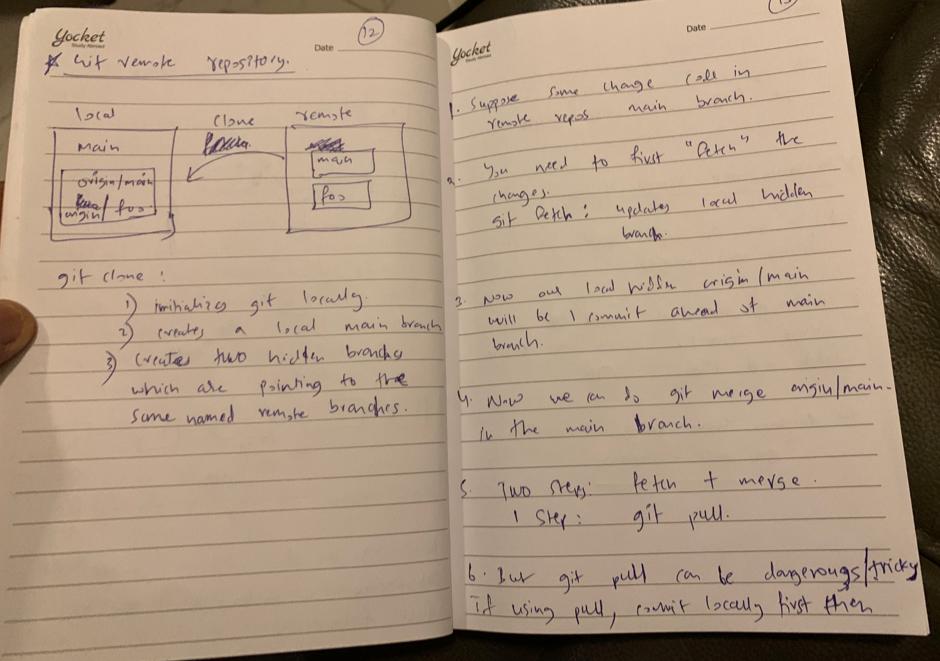 Yocket
Study Abroad
Date
12
* Git remote repository.
local
clone
remote
main
origin/main
origin/foo
main
foo
git clone :
1) initializes git locally.
2) creates a local main branch
3) creates two hidden branches
which are pointing to the
same named remote branches.
Yocket
Date
13
1. Suppose some change code in
remote repos main branch.
2. You need to first "fetch" the
changes.
git fetch : updates local hidden
branch.
3. Now our local hidden origin/main
will be 1 commit ahead of main
branch.
4. Now we can do git merge origin/main
in the main branch.
5. Two steps: fetch + merge.
1 step: git pull.
6. But git pull can be dangerougs/tricky
if using pull, commit locally first then